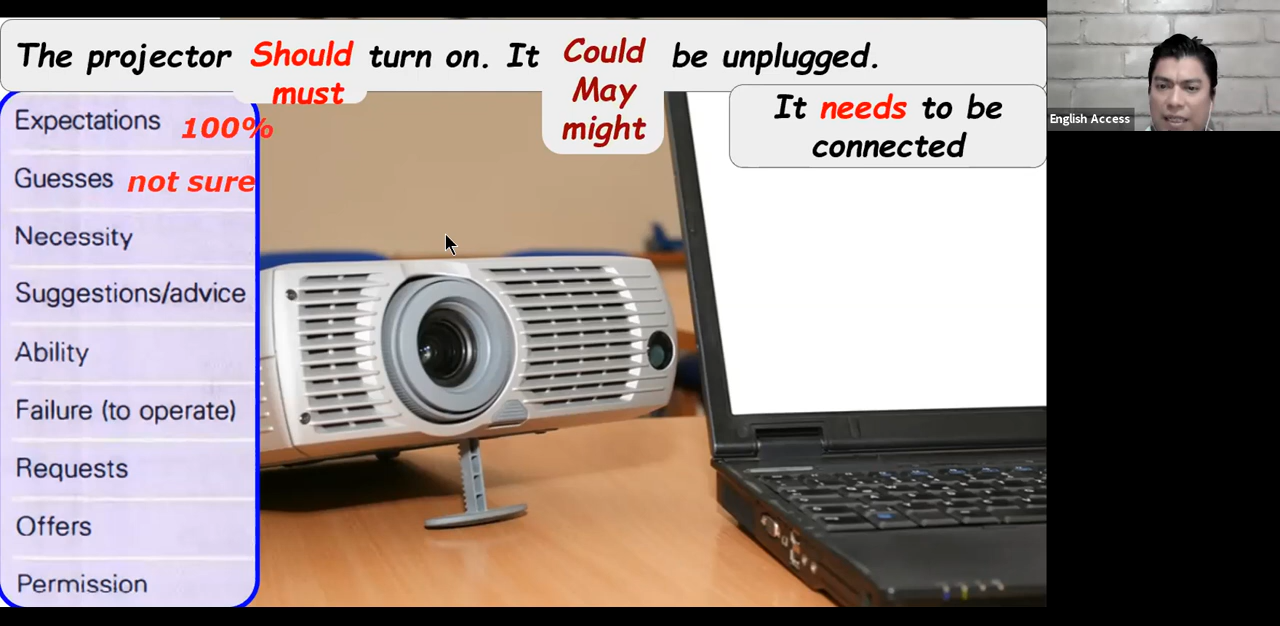 The projector Should turn on. It Could be unplugged.
must
May
might
It needs to be
connected
Expectations 100%
Guesses not sure
Necessity
Suggestions/advice
Ability
Failure (to operate)
Requests
Offers
Permission
English Access